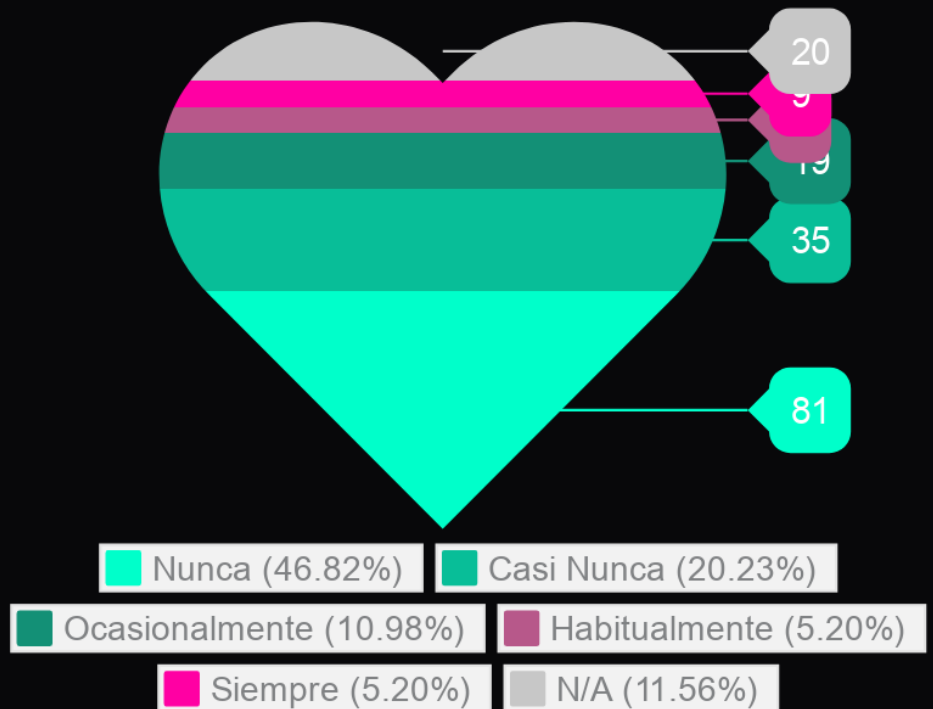 20
9
19
35
81
Nunca (46.82%) Casi Nunca (20.23%)
Ocasionalmente (10.98%) Habitualmente (5.20%)
Siempre (5.20%) N/A (11.56%)